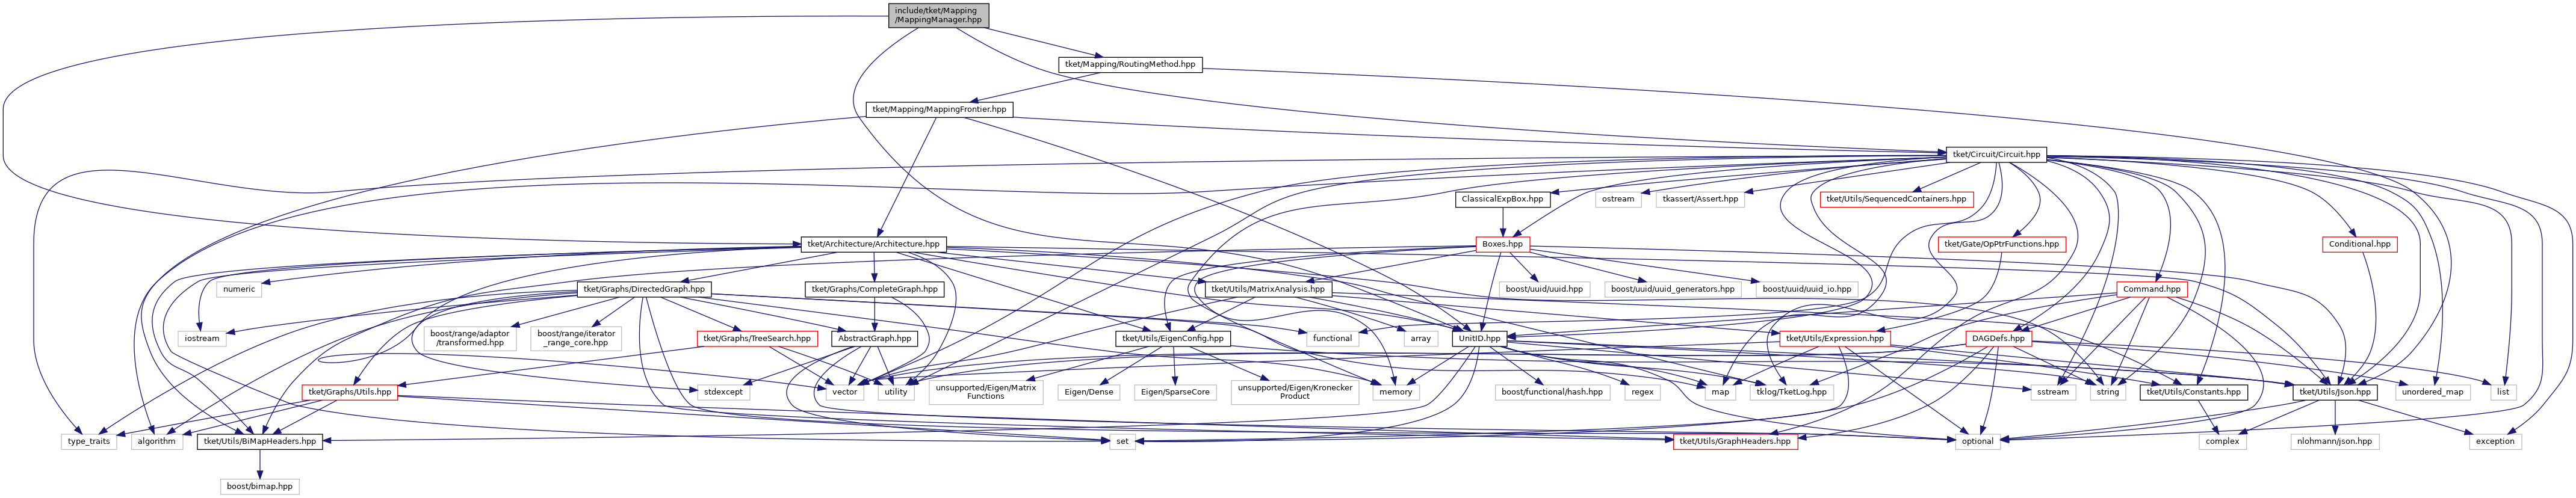 include/tket/Mapping
/MappingManager.hpp
tket/Mapping/RoutingMethod.hpp
tket/Mapping/MappingFrontier.hpp
tket/Circuit/Circuit.hpp
ClassicalExpBox.hpp
ostream
tkassert/Assert.hpp
tket/Utils/SequencedContainers.hpp
tket/Architecture/Architecture.hpp
Boxes.hpp
tket/Gate/OpPtrFunctions.hpp
Conditional.hpp
numeric
tket/Graphs/DirectedGraph.hpp
tket/Graphs/CompleteGraph.hpp
tket/Utils/MatrixAnalysis.hpp
boost/uuid/uuid.hpp
boost/uuid/uuid_generators.hpp
boost/uuid/uuid_io.hpp
Command.hpp
iostream
boost/range/adaptor
/transformed.hpp
boost/range/iterator
_range_core.hpp
tket/Graphs/TreeSearch.hpp
AbstractGraph.hpp
tket/Utils/EigenConfig.hpp
functional
array
UnitID.hpp
tket/Utils/Expression.hpp
DAGDefs.hpp
tket/Graphs/Utils.hpp
stdexcept
vector
utility
unsupported/Eigen/Matrix
Functions
Eigen/Dense
Eigen/SparseCore
unsupported/Eigen/Kronecker
Product
memory
boost/functional/hash.hpp
regex
map
tklog/TketLog.hpp
sstream
string
tket/Utils/Constants.hpp
tket/Utils/Json.hpp
unordered_map
list
type_traits
algorithm
tket/Utils/BiMapHeaders.hpp
set
tket/Utils/GraphHeaders.hpp
optional
complex
nlohmann/json.hpp
exception
boost/bimap.hpp